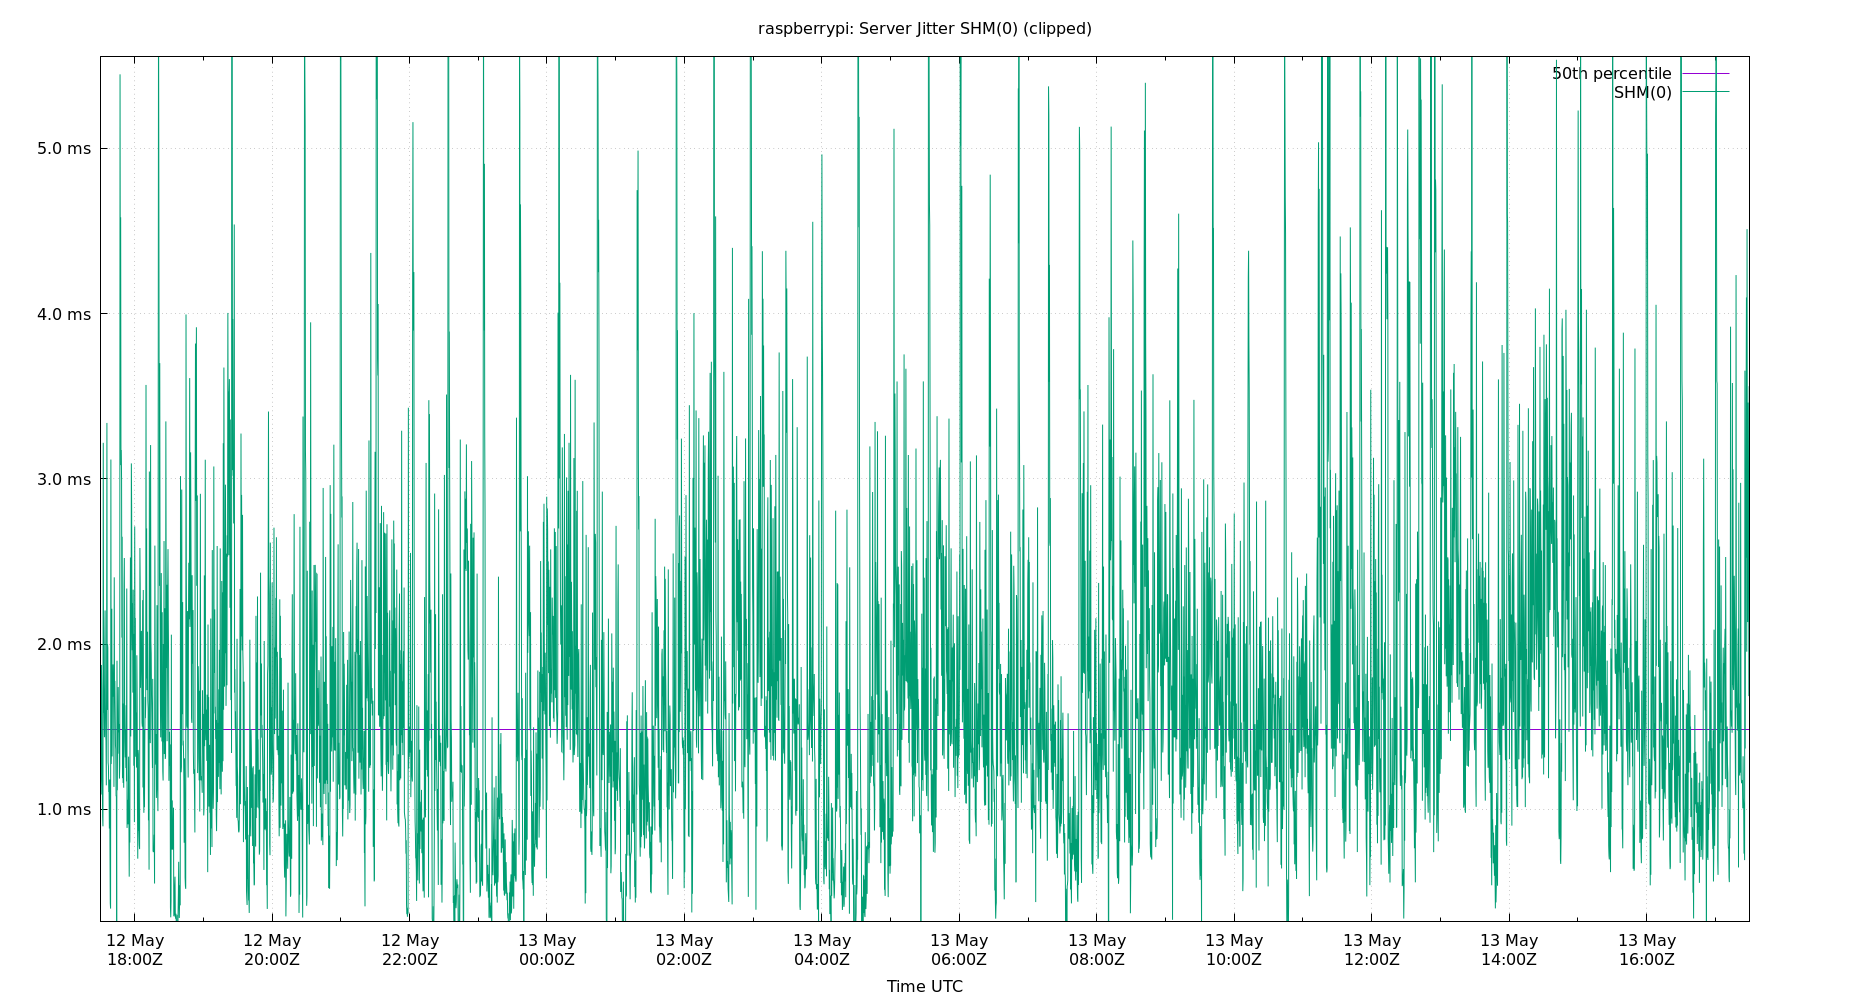 raspberrypi: Server Jitter SHM(0) (clipped)
50th percentile
SHM(0)
5.0 ms
4.0 ms
3.0 ms
2.0 ms
1.0 ms
12 May 12 May 12 May 13 May 13 May 13 May 13 May 13 May 13 May 13 May 13 May 13 May
18:00Z 20:00Z 22:00Z 00:00Z 02:00Z 04:00Z 06:00Z 08:00Z 10:00Z 12:00Z 14:00Z 16:00Z
Time UTC